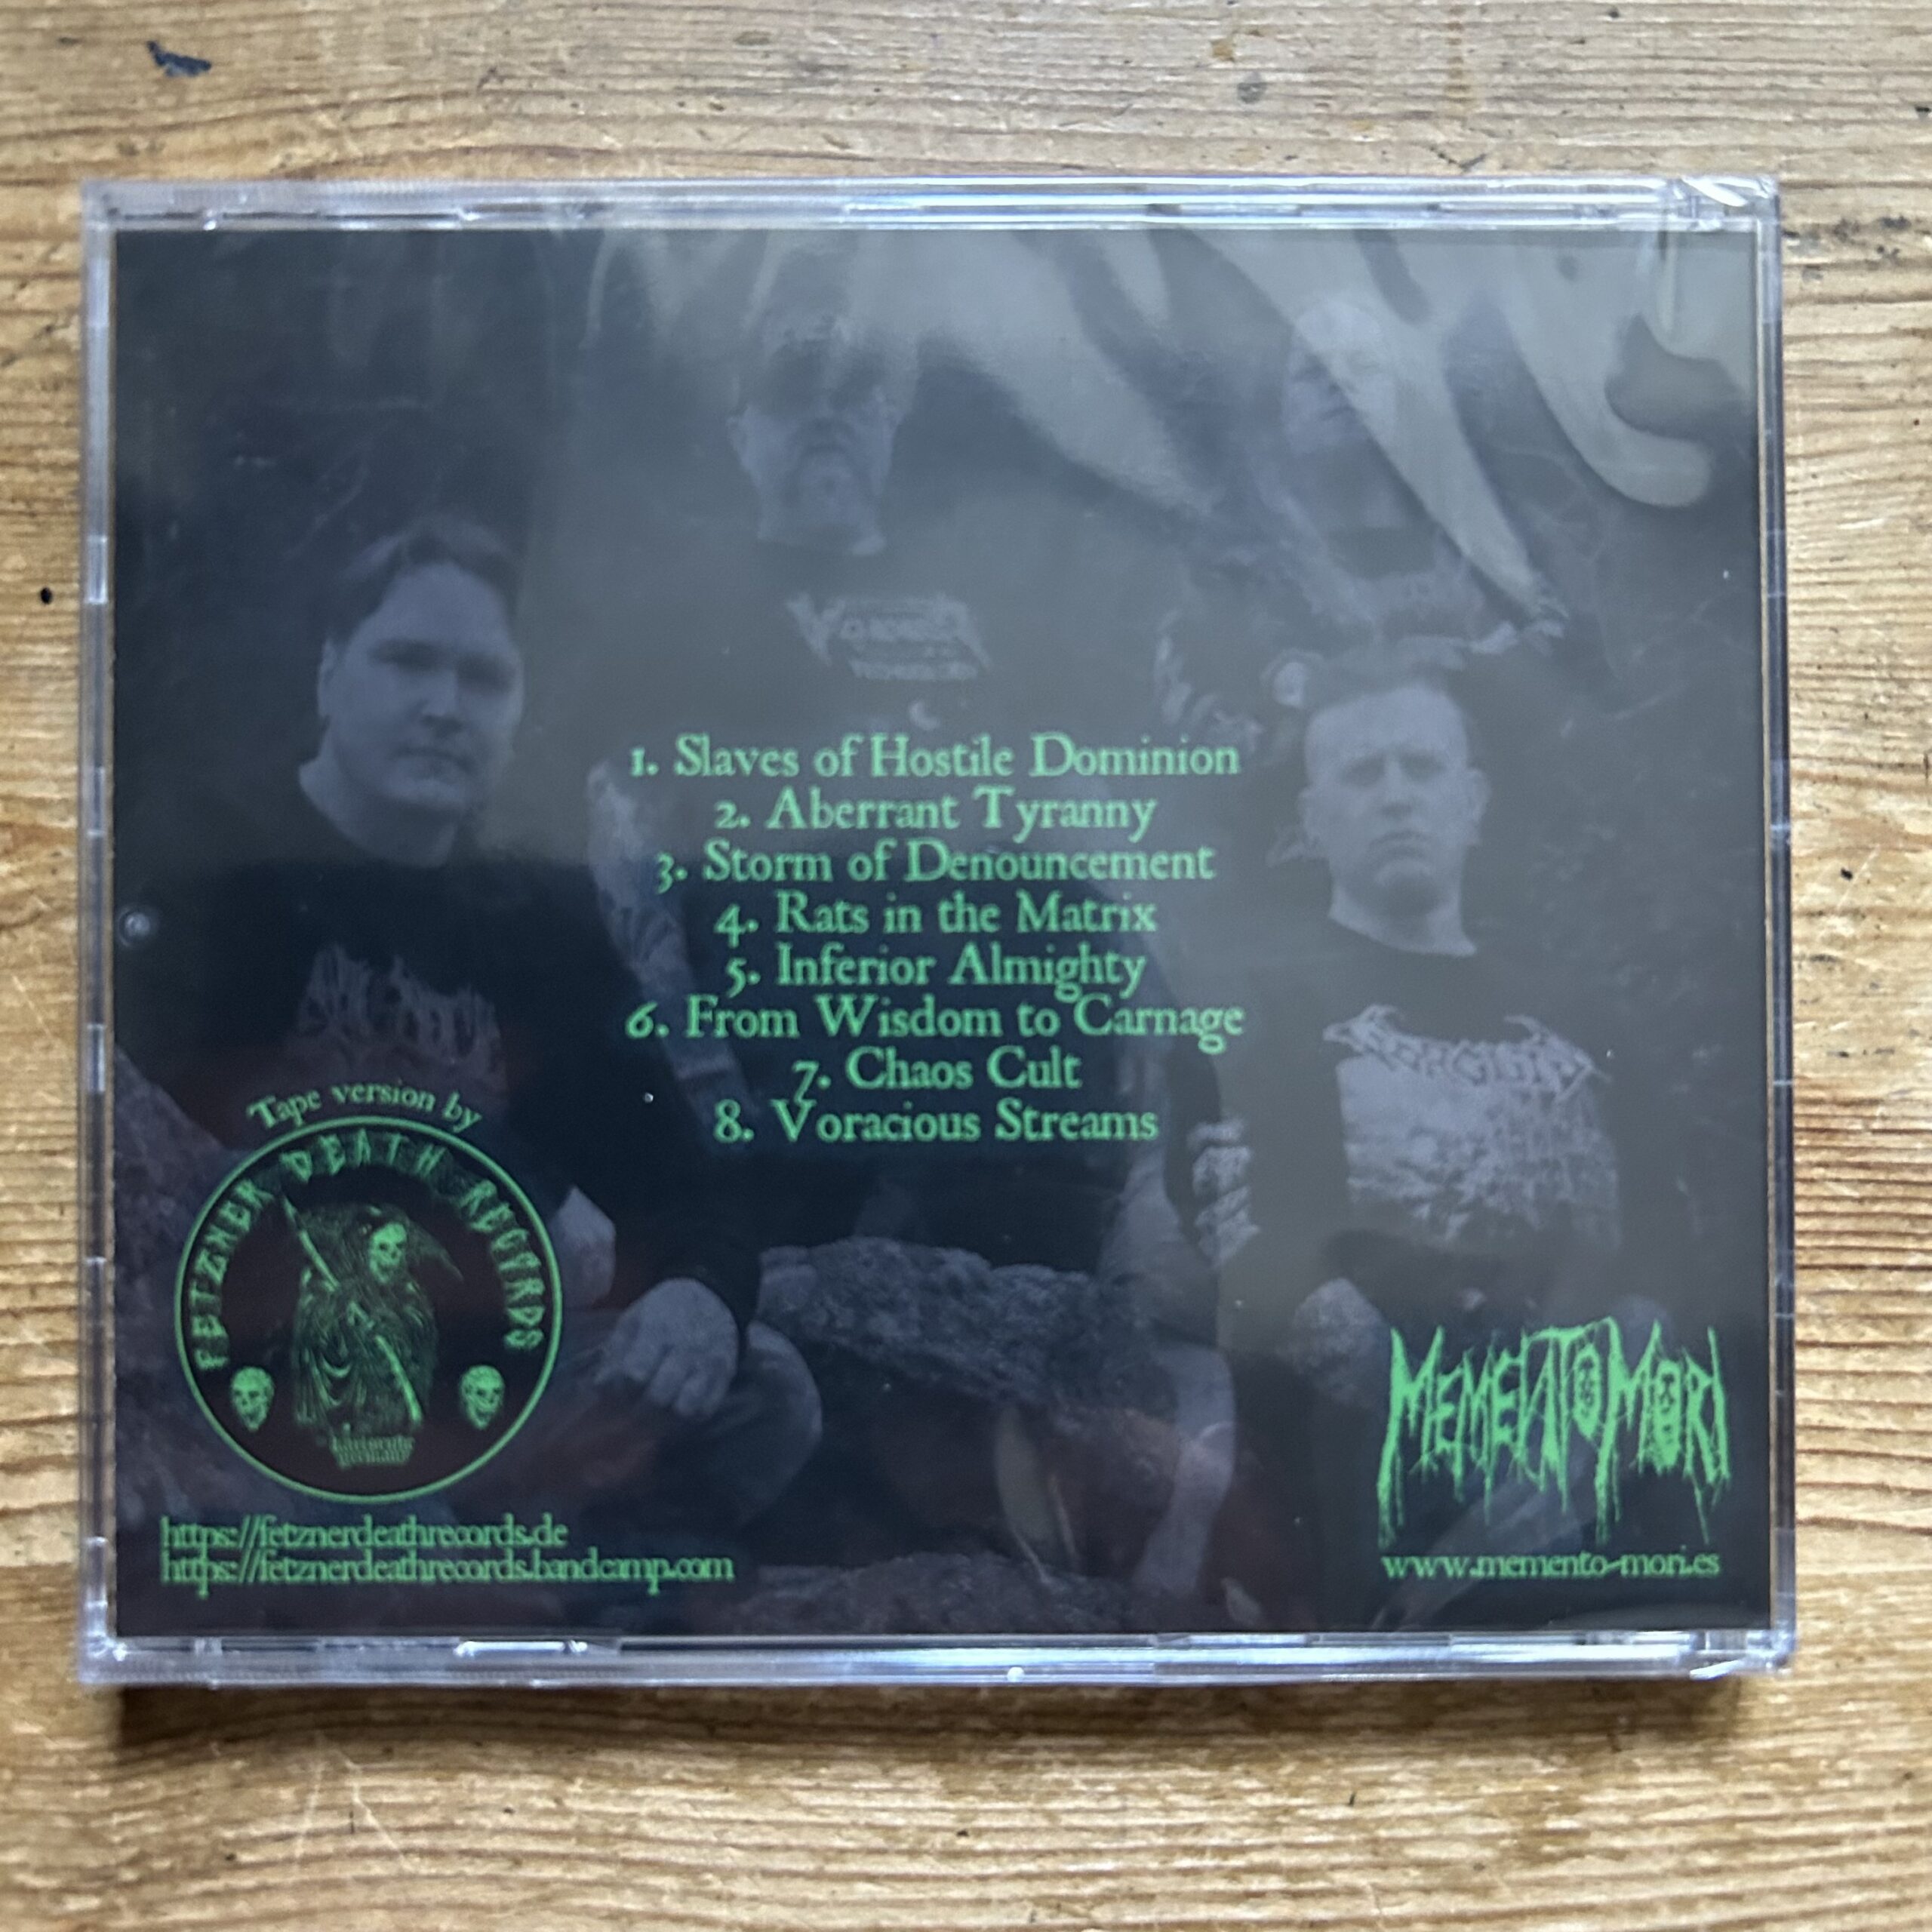 1. Slaves of Hostile Dominion
2. Aberrant Tyranny
3. Storm of Denouncement
4. Rats in the Matrix
5. Inferior Almighty
6. From Wisdom to Carnage
7. Chaos Cult
8. Voracious Streams
Tape version by
FETZNER DEATH RECORDS
germany
https://fetznerdeathrecords.de
https://fetznerdeathrecords.bandcamp.com
MEMENTO MORI
www.memento-mori.es